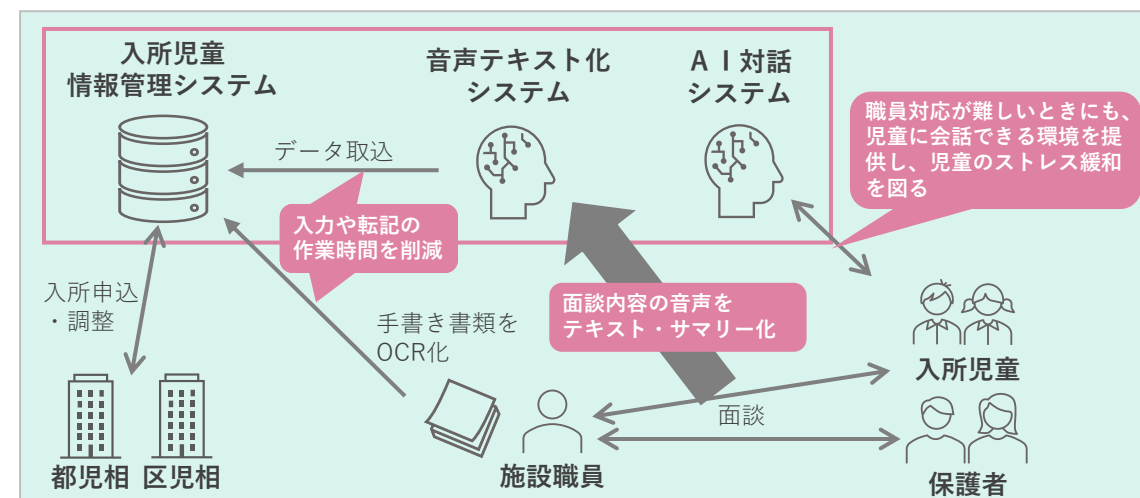 入所児童
情報管理システム
音声テキスト化
システム
ＡＩ対話
システム
職員対応が難しいときにも、
児童に会話できる環境を提
供し、児童のストレス緩和
を図る
データ取込
入力や転記の
作業時間を削減
入所申込
・調整
手書き書類を
OCR化
面談内容の音声を
テキスト・サマリー化
入所児童
面談
都児相
区児相
施設職員
保護者